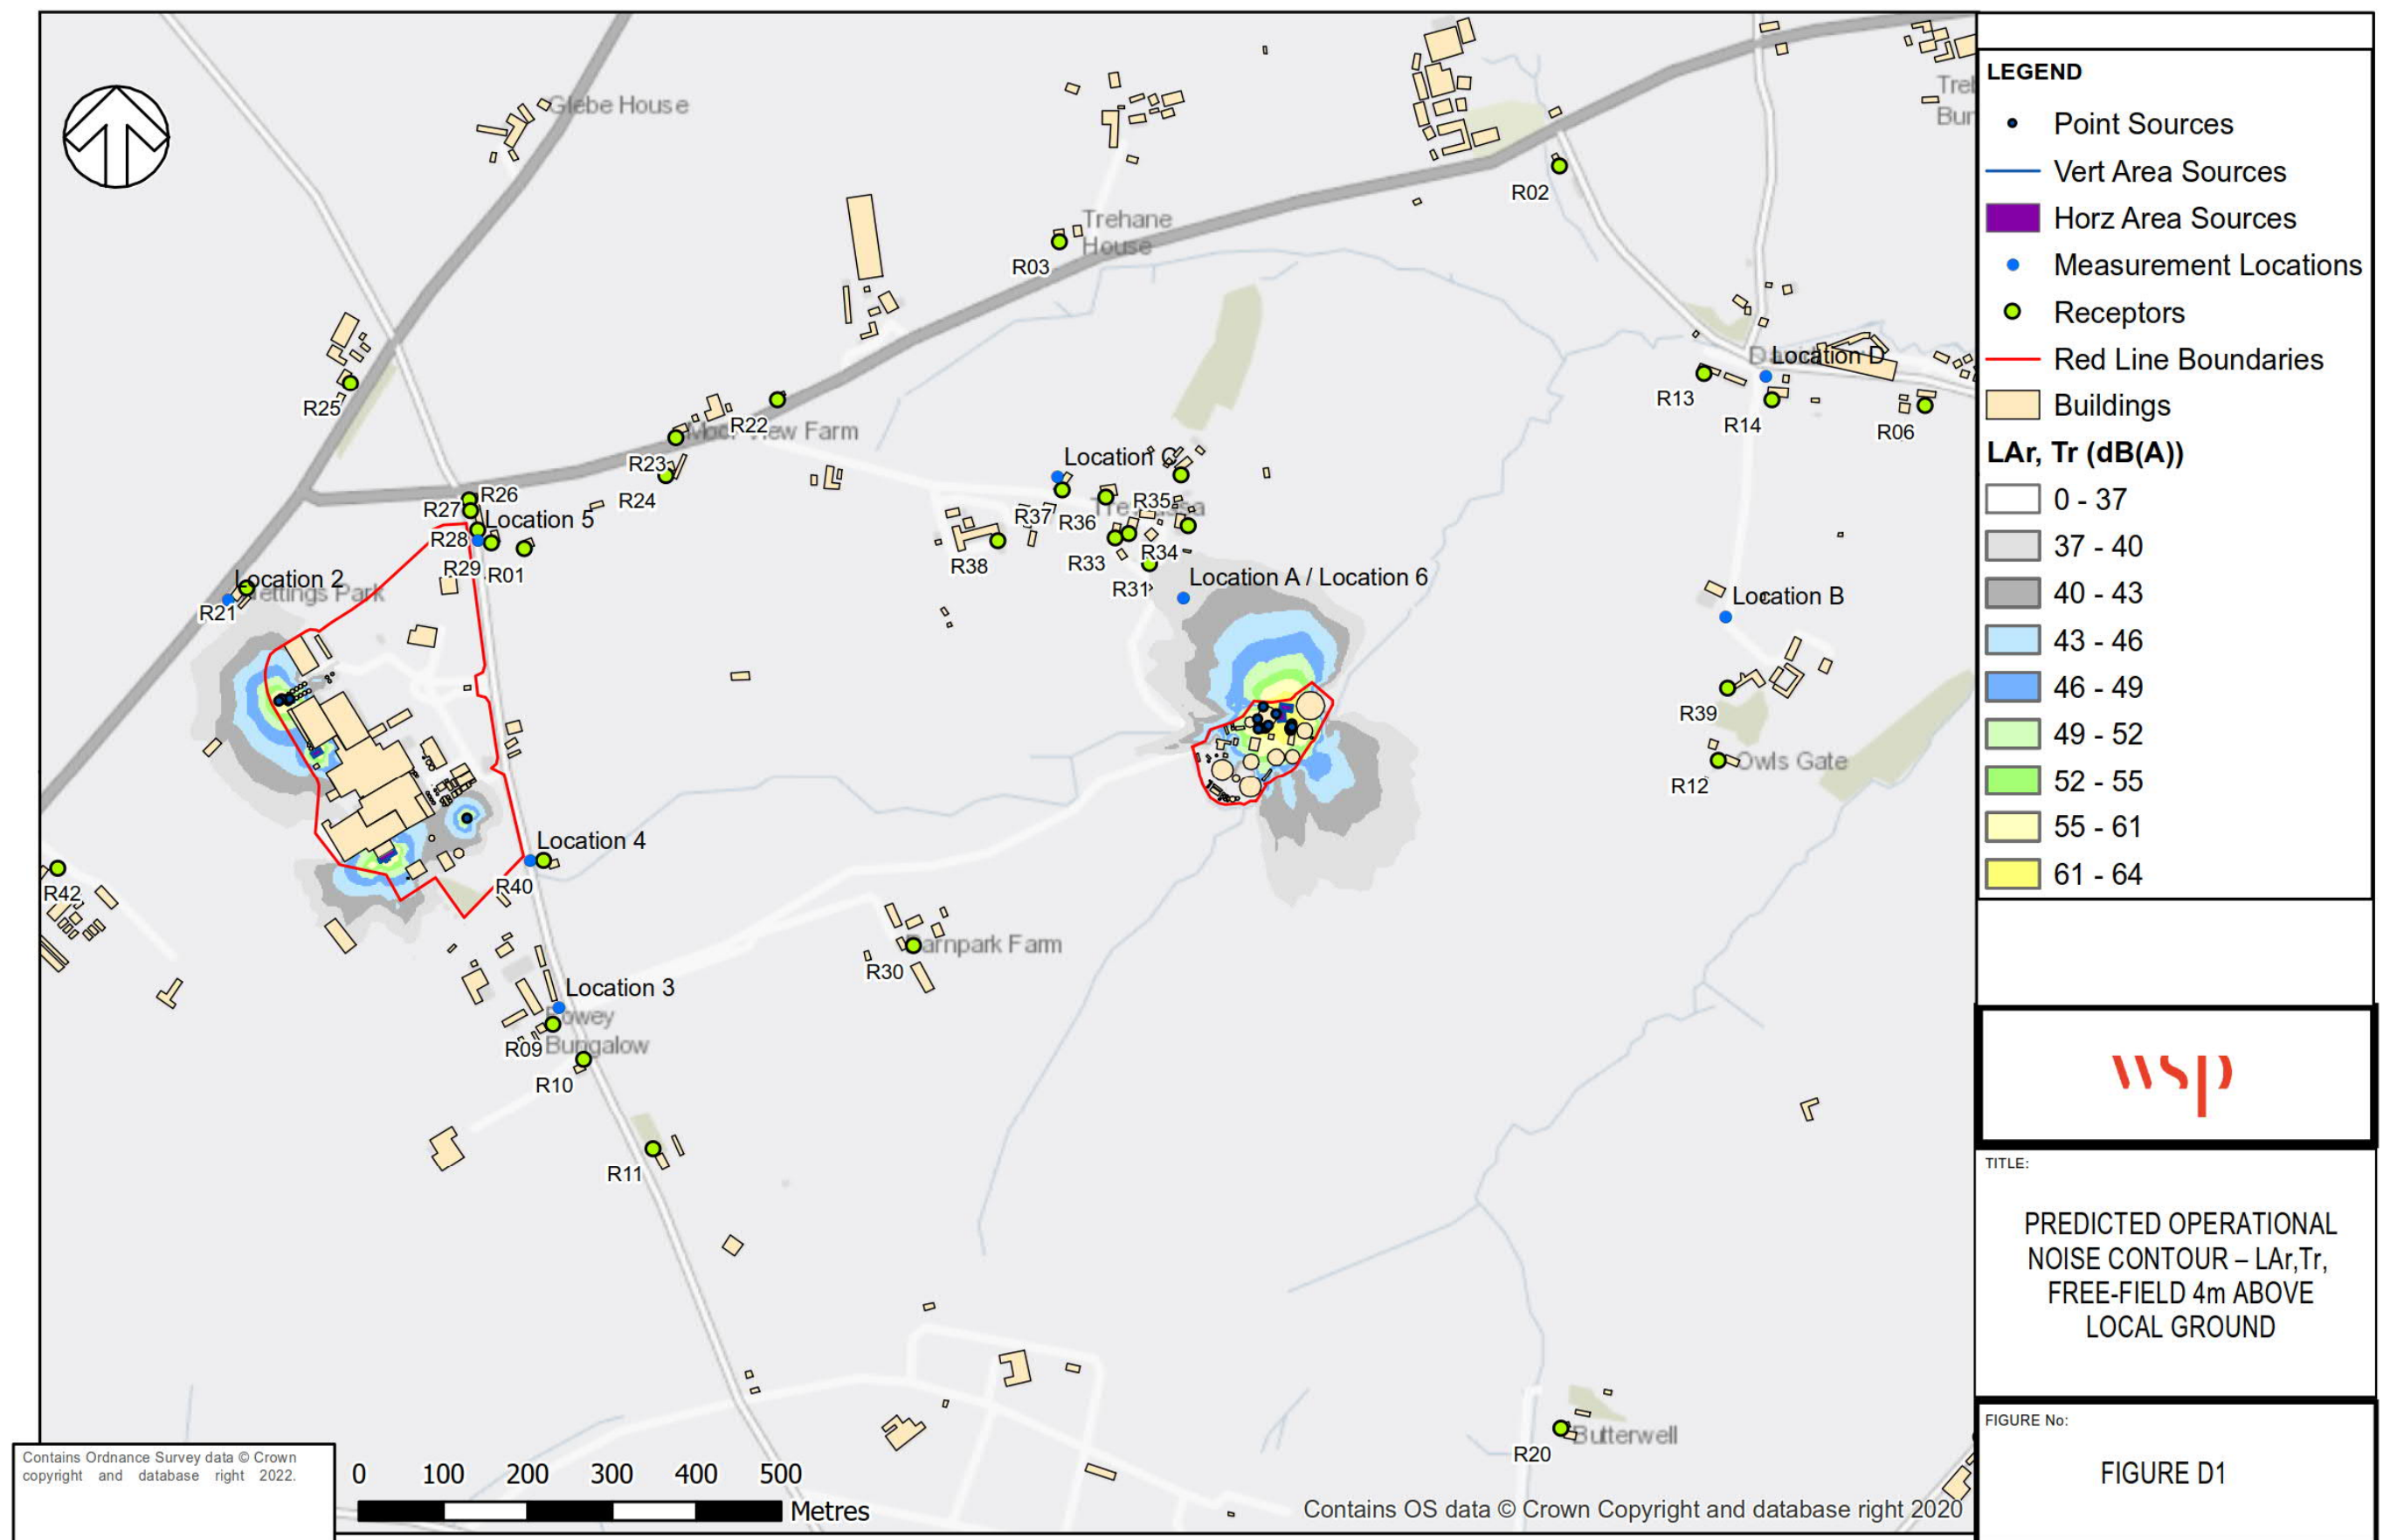 Glebe House
Trehane
House
R03
R02
R25
R22
R23
R24
R26
R27
Location 5
R28
R29
R01
Location 2
R21
Location C
R35
R37
R36
R38
R33
R34
R31
Location A / Location 6
Location D
R13
R14
R06
Location B
R39
Owls Gate
R12
Location 4
R40
R42
R30
Location 3
Bungalow
R09
R10
R11
R20
Butterwell
LEGEND
Point Sources
Vert Area Sources
Horz Area Sources
Measurement Locations
Receptors
Red Line Boundaries
Buildings
LAr, Tr (dB(A))
0 - 37
37 - 40
40 - 43
43 - 46
46 - 49
49 - 52
52 - 55
55 - 61
61 - 64
wsp
TITLE:
PREDICTED OPERATIONAL
NOISE CONTOUR – LAr,Tr,
FREE-FIELD 4m ABOVE
LOCAL GROUND
FIGURE No:
FIGURE D1
Contains Ordnance Survey data © Crown
copyright and database right 2022.
0 100 200 300 400 500
Metres
Contains OS data © Crown Copyright and database right 2020